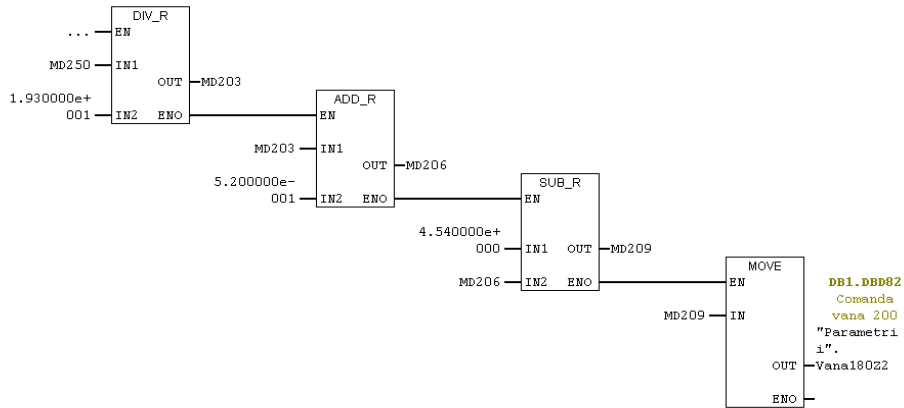 DIV_R
... EN
MD250 IN1
OUT MD203
1.930000e+
001 IN2 ENO
ADD_R
EN
MD203 IN1
OUT MD206
5.200000e-
001 IN2 ENO
SUB_R
EN
4.540000e+
000 IN1 OUT MD209
MD206 IN2 ENO
MOVE
EN
MD209 IN
DB1.DBD82
Comanda
vana 200
"Parametri
i".
OUT Vana180Z2
ENO